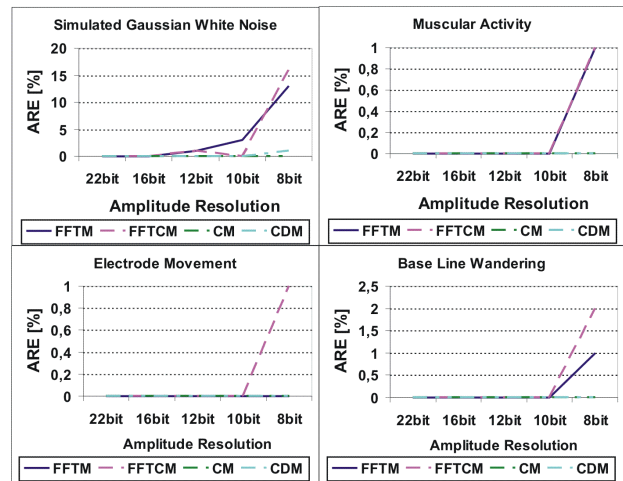 Simulated Gaussian White Noise
ARE [%]
20
15
10
5
0
22bit 16bit 12bit 10bit 8bit
Amplitude Resolution
FFTM FFTCM CM CDM
Muscular Activity
ARE [%]
1
0,8
0,6
0,4
0,2
0
22bit 16bit 12bit 10bit 8bit
Amplitude Resolution
FFTM FFTCM CM CDM
Electrode Movement
ARE [%]
1
0,8
0,6
0,4
0,2
0
22bit 16bit 12bit 10bit 8bit
Amplitude Resolution
FFTM FFTCM CM CDM
Base Line Wandering
ARE [%]
2,5
2
1,5
1
0,5
0
22bit 16bit 12bit 10bit 8bit
Amplitude Resolution
FFTM FFTCM CM CDM